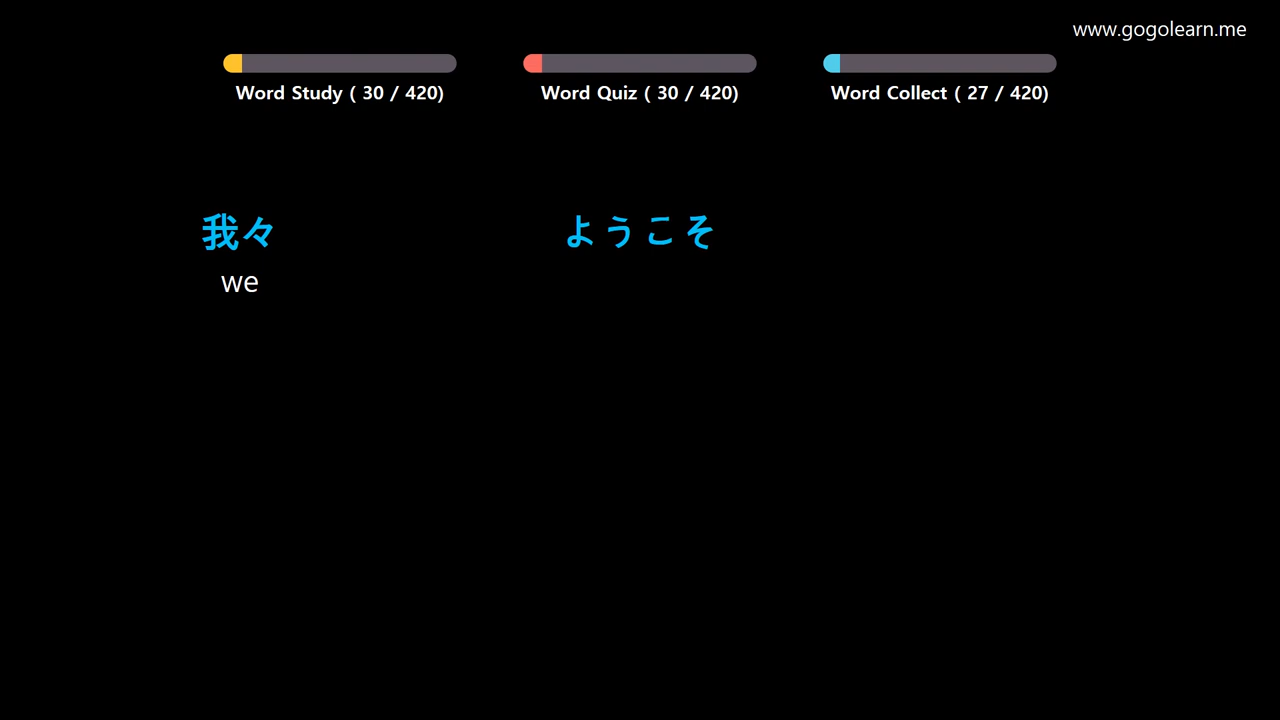 www.gogolearn.me
Word Study ( 30 / 420)
Word Quiz ( 30 / 420)
Word Collect ( 27 / 420)
我々
ようこそ
we